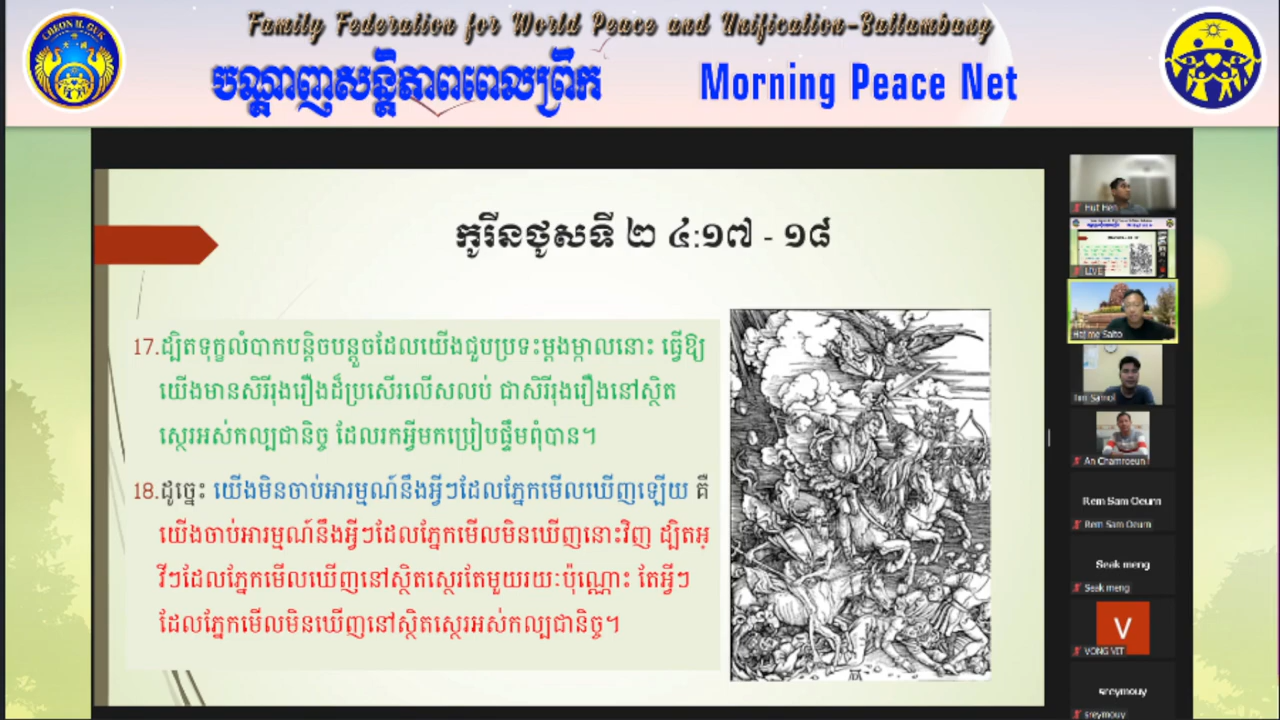 Family Federation for World Peace and Unification-Battambang
បណ្តាញសន្តិភាពពេលព្រឹក
Morning Peace Net
CHEON IL GUK
កូរីនថូសទី ២ ៤:១៧ - ១៨
17.ដ្បិតទុក្ខលំបាកបន្តិចបន្តួចដែលយើងជួបប្រទះម្តងម្កាលនោះ ធ្វើឱ្យ
យើងមានសិរីរុងរឿងដ៏ប្រសើរលើសលប់ ជាសិរីរុងរឿងនៅស្ថិត
ស្ថេរអស់កល្បជានិច្ច ដែលរកអ្វីមកប្រៀបផ្ទឹមពុំបាន។
18.ដូច្នេះ យើងមិនចាប់អារម្មណ៍នឹងអ្វីៗដែលភ្នែកមើលឃើញឡើយ គឺ
យើងចាប់អារម្មណ៍នឹងអ្វីៗដែលភ្នែកមើលមិនឃើញនោះវិញ ដ្បិតអ្
វីៗដែលភ្នែកមើលឃើញនៅស្ថិតស្ថេរតែមួយរយៈប៉ុណ្ណោះ តែអ្វីៗ
ដែលភ្នែកមើលមិនឃើញនៅស្ថិតស្ថេរអស់កល្បជានិច្ច។
Hut Hen
LIVE
Hajime Saito
An Chamroeun
Rem Sam Oeurn
Rem Sam Oeurn
Seak meng
Seak meng
V
VONG VIT
sreymouy
sreymouy